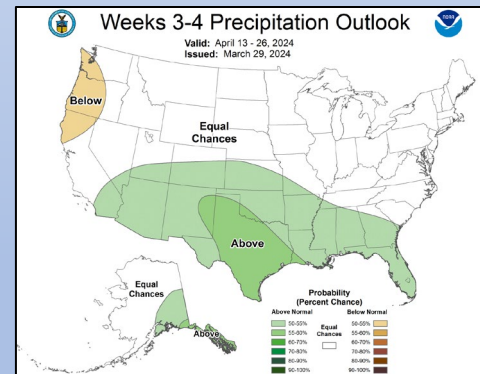 Weeks 3-4 Precipitation Outlook
Valid: April 13 - 26, 2024
Issued: March 29, 2024
noaa
Below
Equal
Chances
Above
Equal
Chances
Above
Probability
(Percent Chance)
Above Normal
Below Normal
Equal
Chances
50-55%
55-60%
60-70%
70-80%
80-90%
90-100%
50-55%
55-60%
60-70%
70-80%
80-90%
90-100%